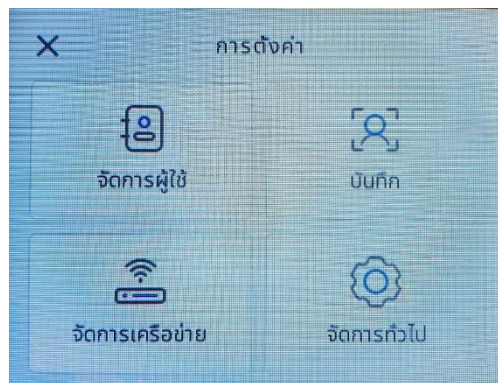 การตั้งค่า
จัดการผู้ใช้
บันทึก
จัดการเครือข่าย
จัดการทั่วไป